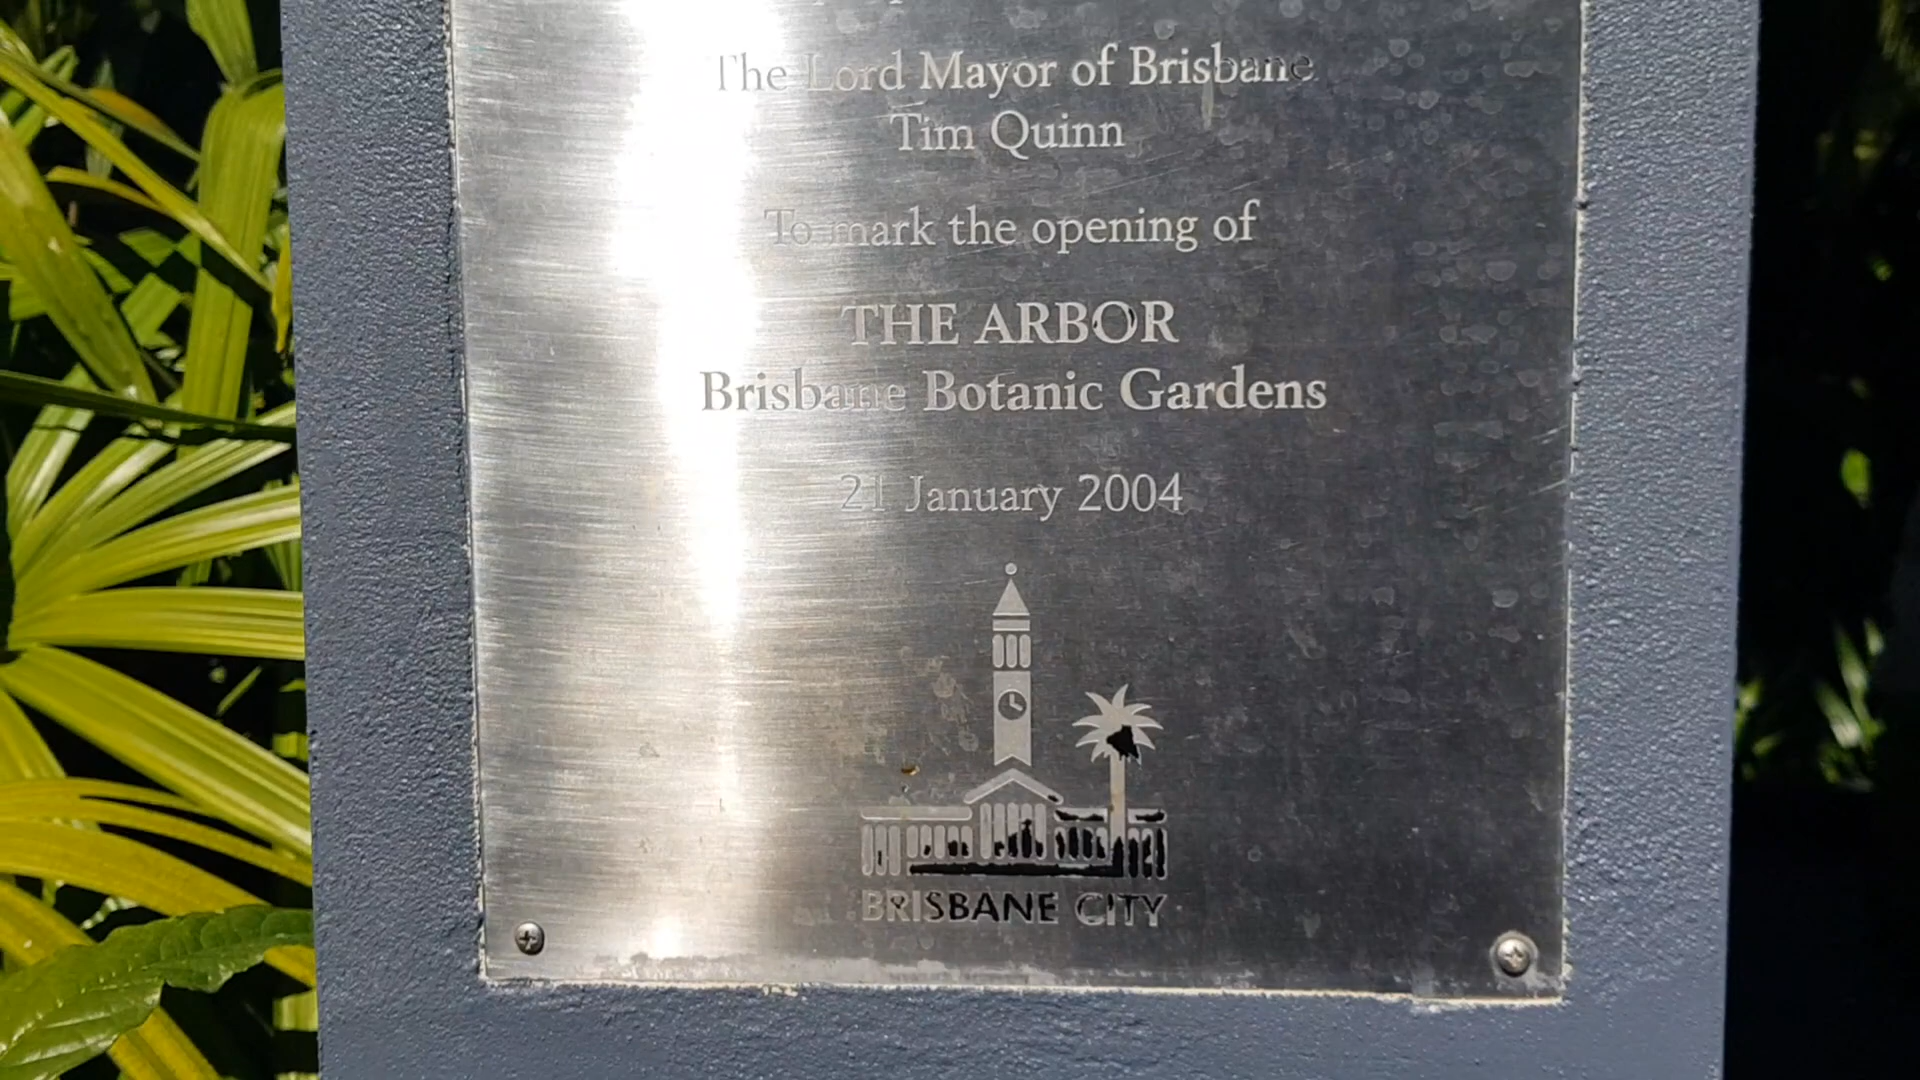 The Lord Mayor of Brisbane
Tim Quinn
To mark the opening of
THE ARBOR
Brisbane Botanic Gardens
21 January 2004
BRISBANE CITY